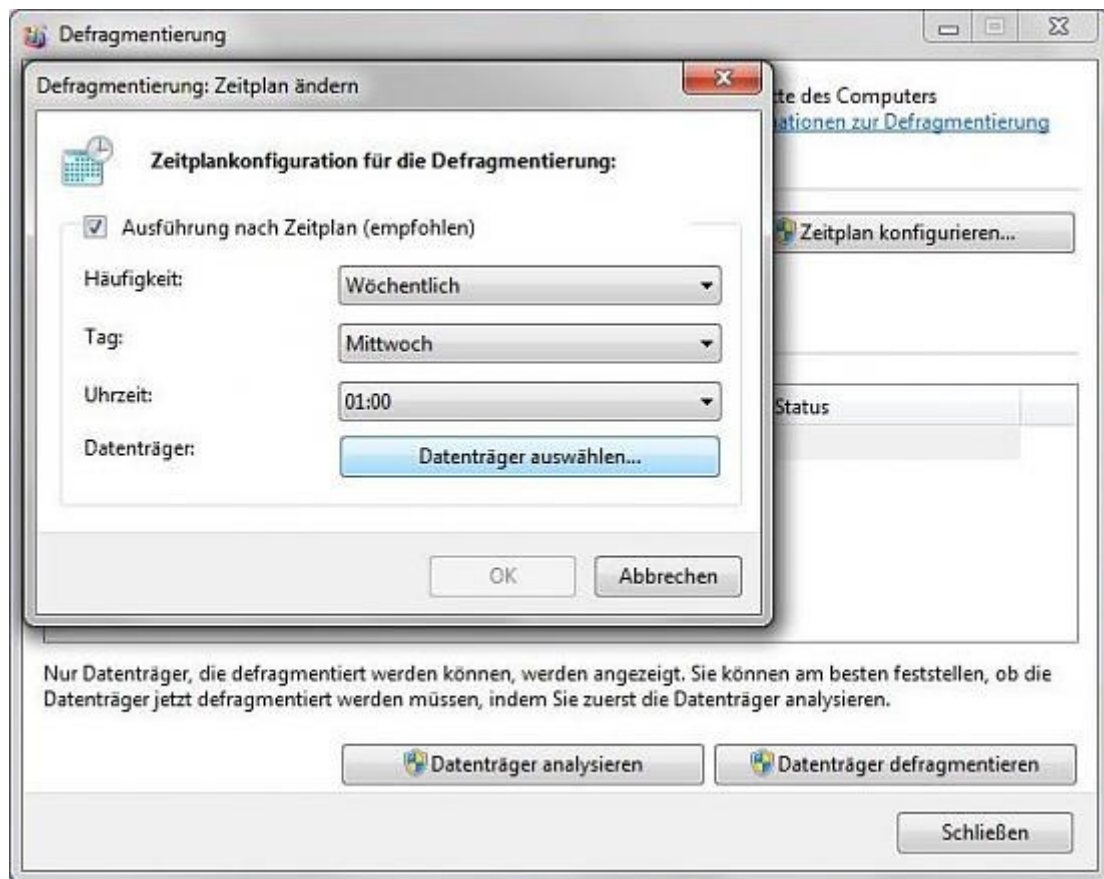 Defragmentierung
Defragmentierung: Zeitplan ändern
des Computers
Defragmentierung
Zeitplankonfiguration für die Defragmentierung:
Ausführung nach Zeitplan (empfohlen)
Zeitplan konfigurieren...
Häufigkeit: Wöchentlich
Tag: Mittwoch
Uhrzeit: 01:00
Status
Datenträger: Datenträger auswählen...
OK Abbrechen
Nur Datenträger, die defragmentiert werden können, werden angezeigt. Sie können am besten feststellen, ob die
Datenträger jetzt defragmentiert werden müssen, indem Sie zuerst die Datenträger analysieren.
Datenträger analysieren Datenträger defragmentieren
Schließen